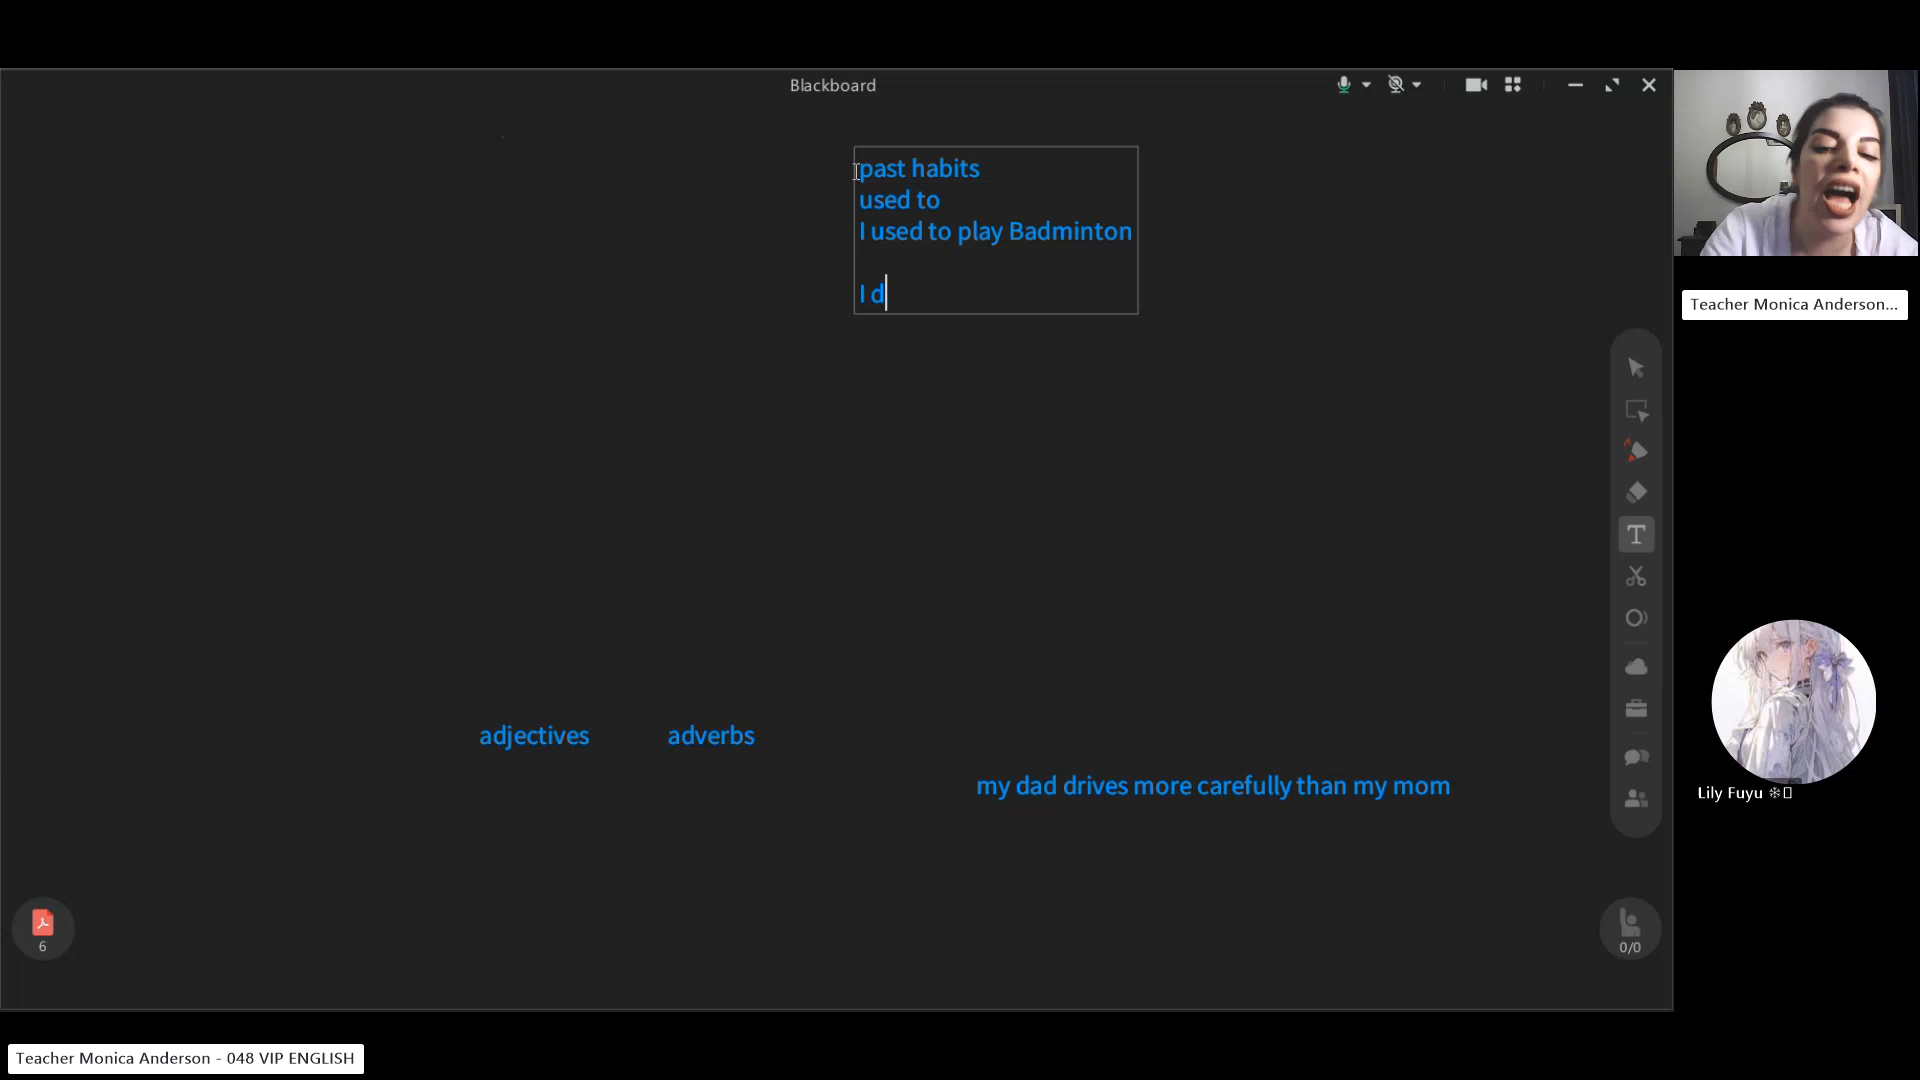 Blackboard
past habits
used to
I used to play Badminton
I d
Teacher Monica Anderson...
adjectives
adverbs
my dad drives more carefully than my mom
Lily Fuyu ❄
6
0/0
Teacher Monica Anderson - 048 VIP ENGLISH